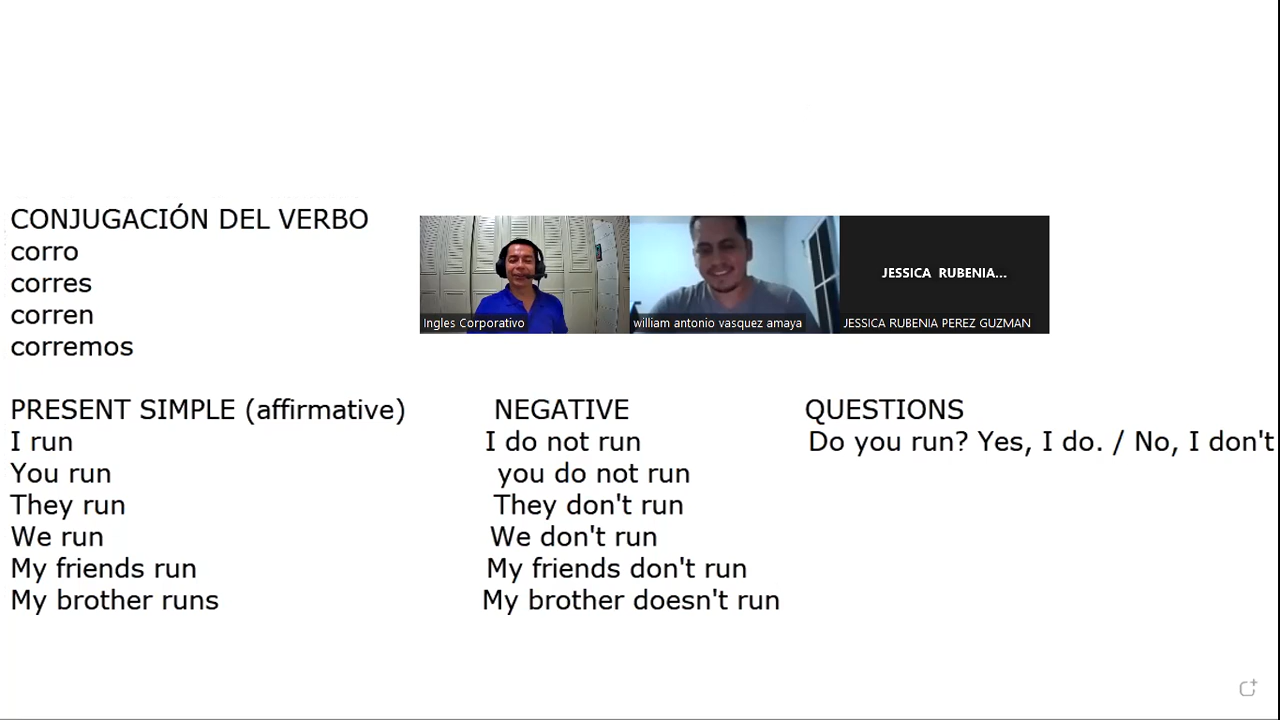 CONJUGACIÓN DEL VERBO
corro
corres
corren
corremos
JESSICA RUBENIA...
Ingles Corporativo
william antonio vasquez amaya
JESSICA RUBENIA PEREZ GUZMAN
PRESENT SIMPLE (affirmative)
I run
You run
They run
We run
My friends run
My brother runs
NEGATIVE
I do not run
you do not run
They don't run
We don't run
My friends don't run
My brother doesn't run
QUESTIONS
Do you run? Yes, I do. / No, I don't